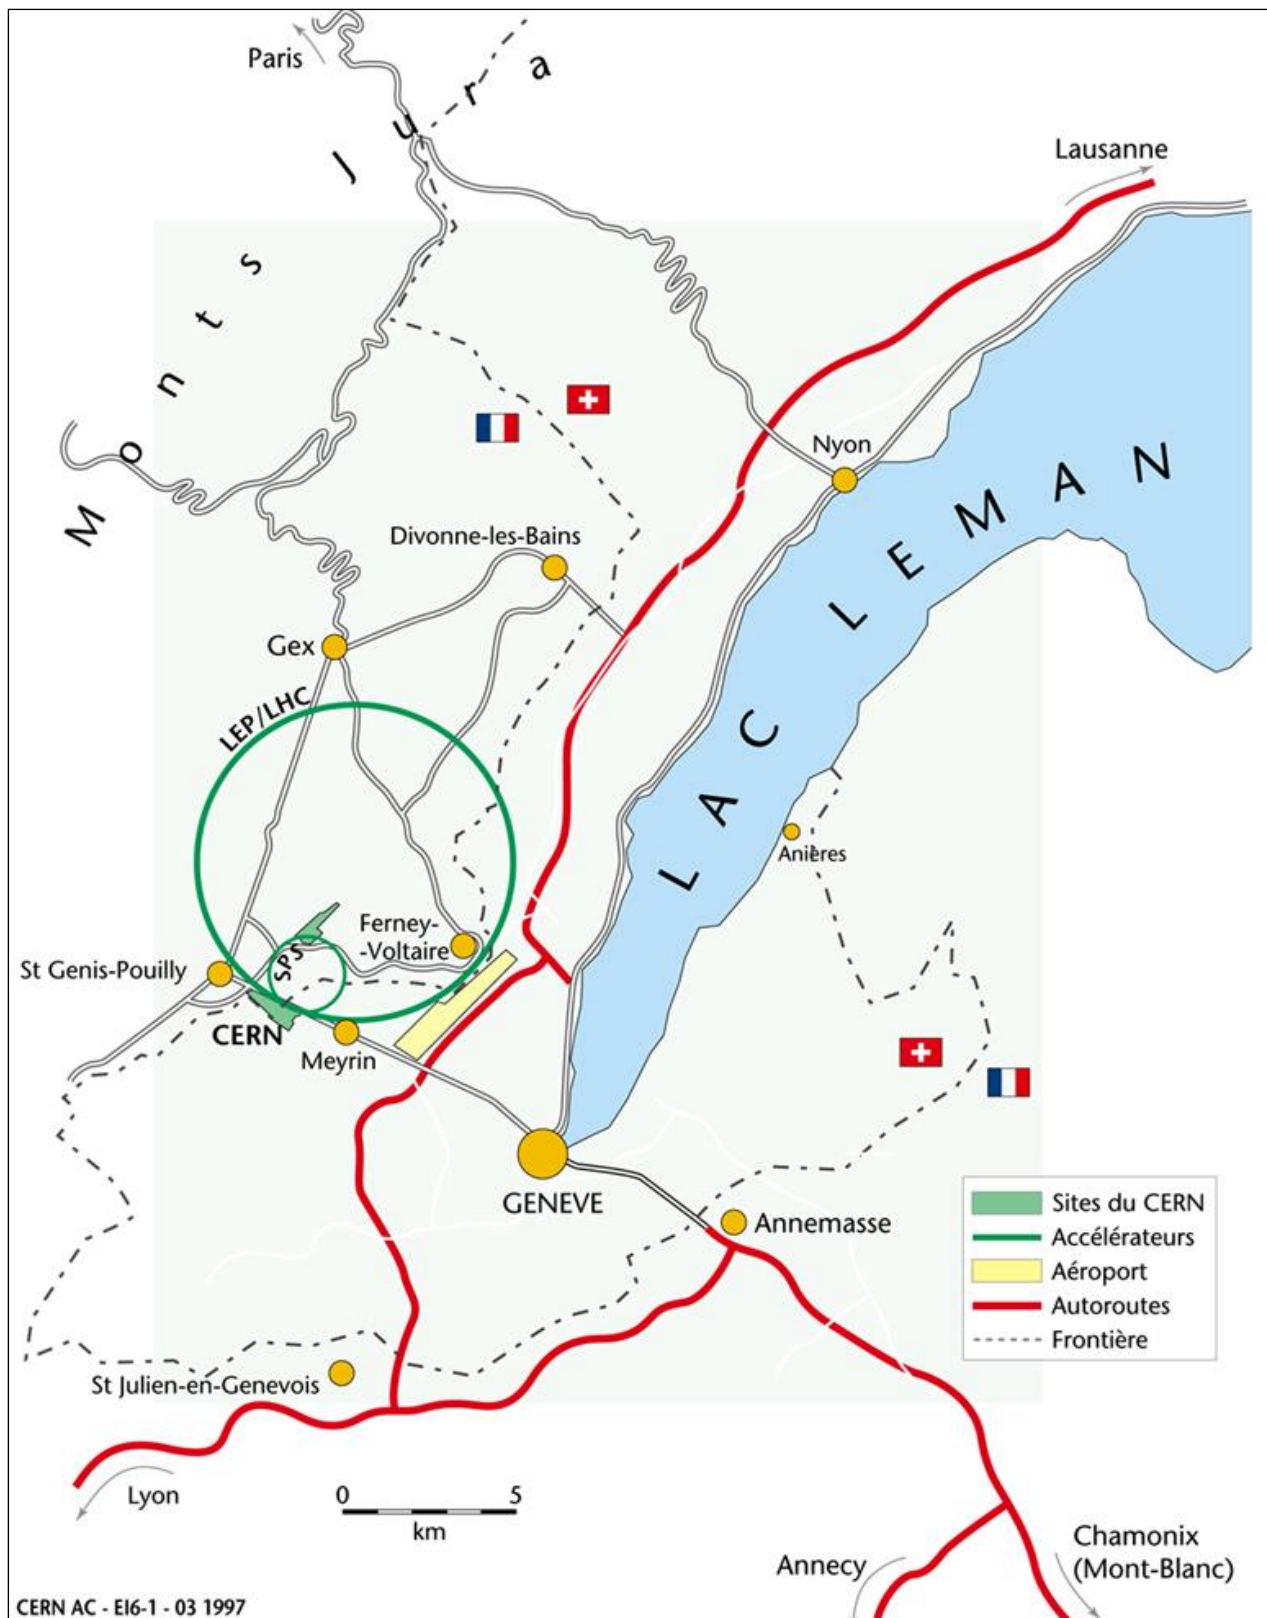 Paris
Monts Jura
Lausanne
Nyon
LAC LEMAN
Divonne-les-Bains
Gex
LEP/LHC
Anières
Ferney-
-Voltaire
SPS
St Genis-Pouilly
CERN
Meyrin
GENEVE
Annemasse
Sites du CERN
Accélérateurs
Aéroport
Autoroutes
Frontière
St Julien-en-Genevois
Lyon
0 5
km
Annecy
Chamonix
(Mont-Blanc)
CERN AC - EI6-1 - 03 1997